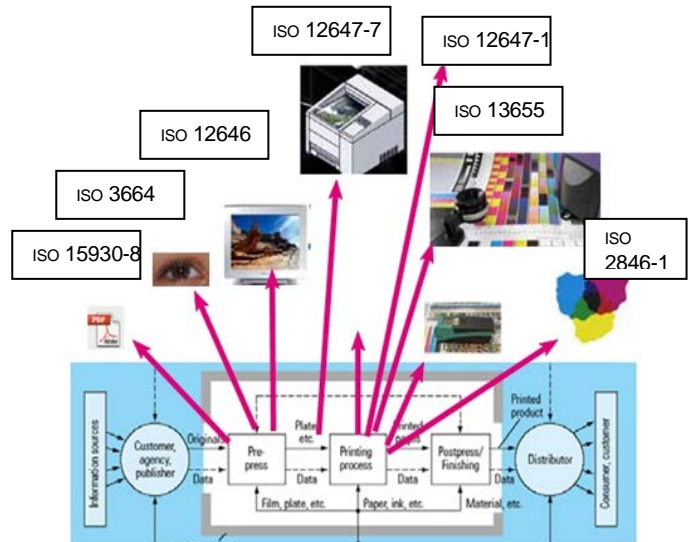 ISO 12647-7
ISO 12647-1
ISO 13655
ISO 12646
ISO 3664
ISO 15930-8
ISO
2846-1
PDF
Adobe
Information sources
Customer,
agency,
publisher
Originals
Data
Pre-
press
Plate
etc.
Data
Printing
process
Printed
pages
Data
Postpress/
Finishing
Printed
product
Data
Distributor
Consumer, customer
Film, plate, etc.
Paper, ink, etc.
Material, etc.